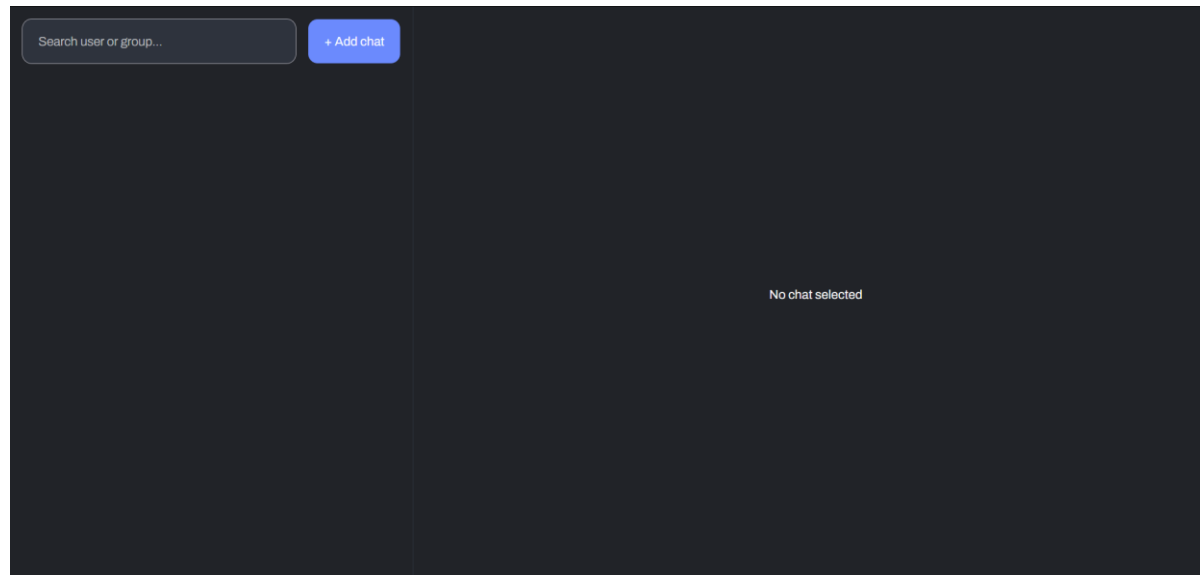 Search user or group...
+ Add chat
No chat selected